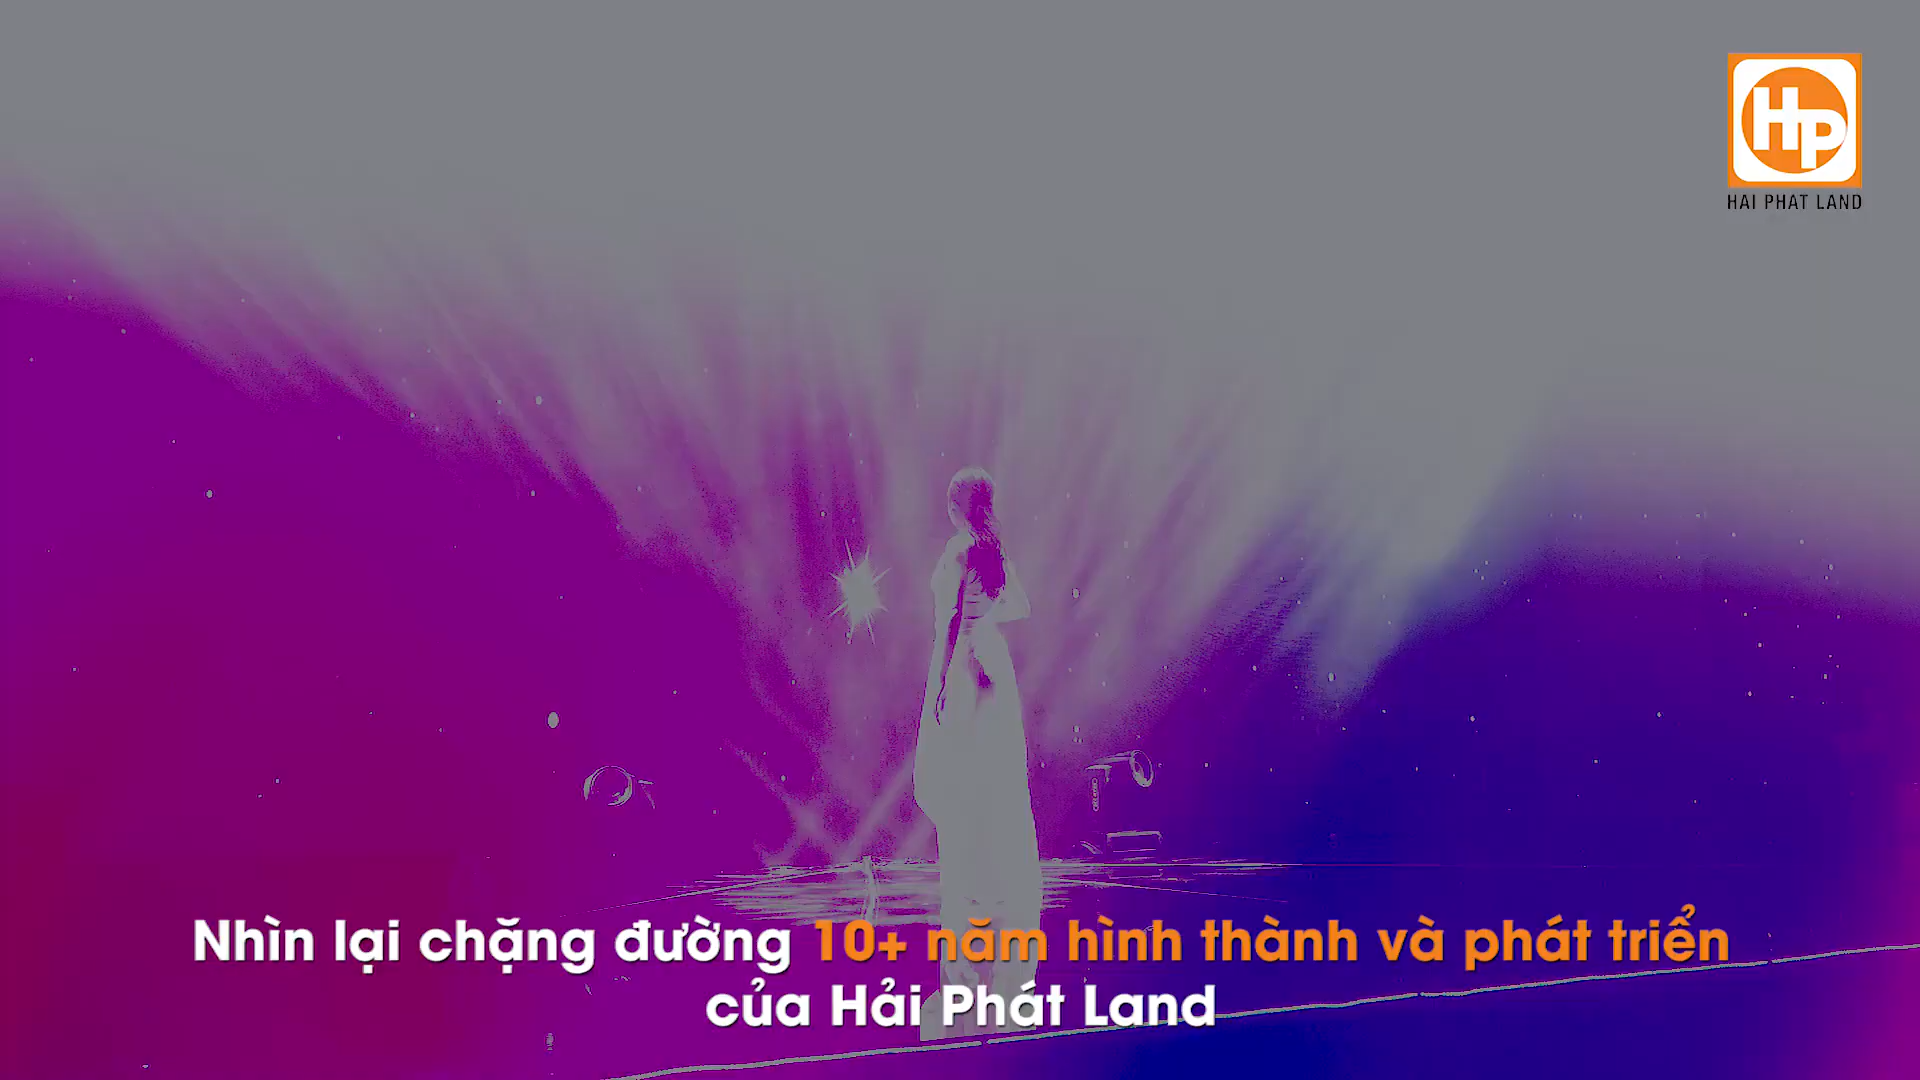 HP
HAI PHAT LAND
Nhìn lại chặng đường 10+ năm hình thành và phát triển
của Hải Phát Land